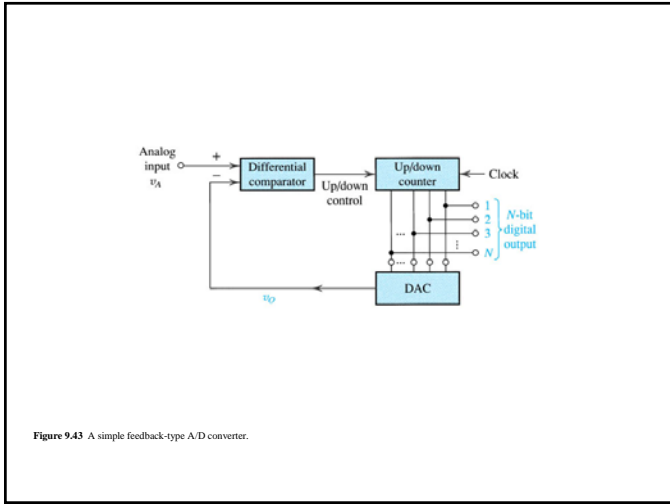 Analog
input
vA
+
−
Differential
comparator
Up/down
control
Up/down
counter
Clock
1
2
3
N
...
...
...
N-bit
digital
output
DAC
vO
Figure 9.43 A simple feedback-type A/D converter.